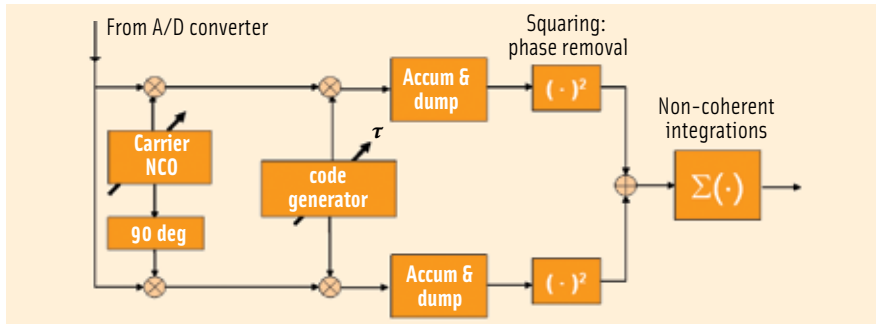 From A/D converter
Squaring:
phase removal
Accum &
dump
( · )²
Non-coherent
integrations
Carrier
NCO
τ
code
generator
Σ(·)
90 deg
Accum &
dump
( · )²